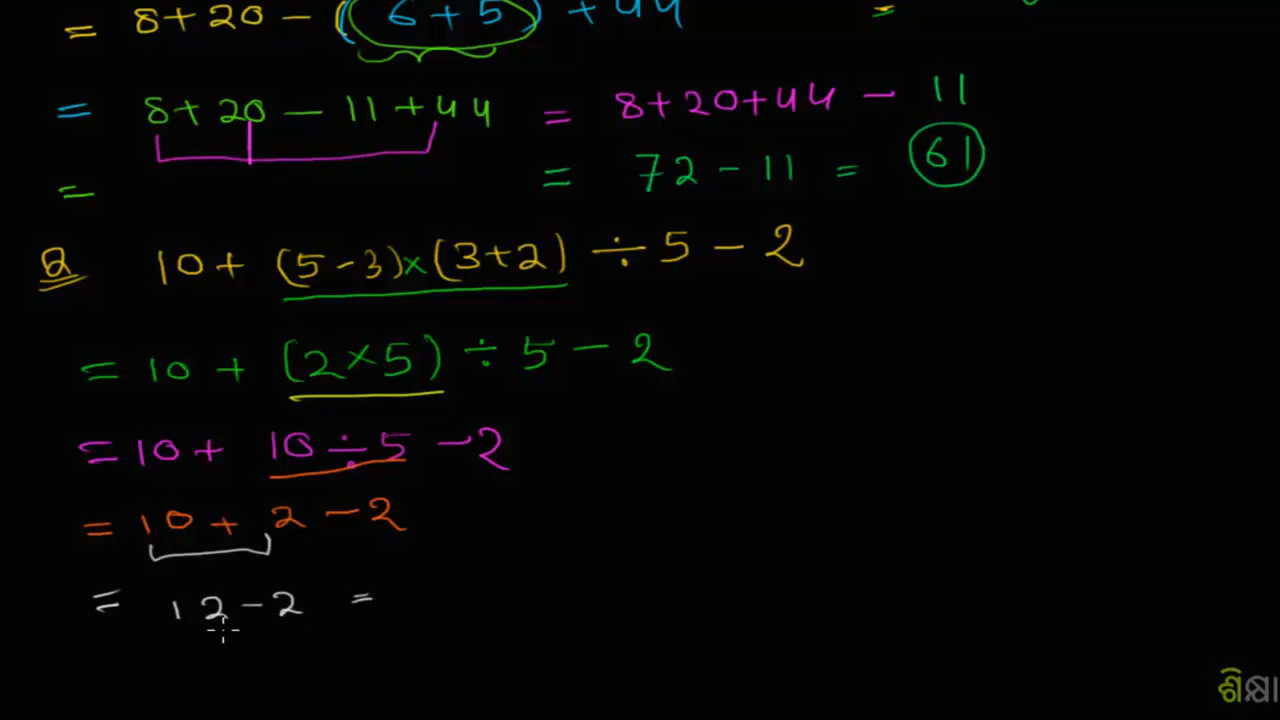 = 8+20-(6+5)+44 =
= 8+20-11+44 = 8+20+44-11
= = 72-11 = 61
Q 10+(5-3)×(3+2)÷5-2
=10+(2×5)÷5-2
=10+10÷5-2
=10+2-2
= 12-2 =
ଶିକ୍ଷା